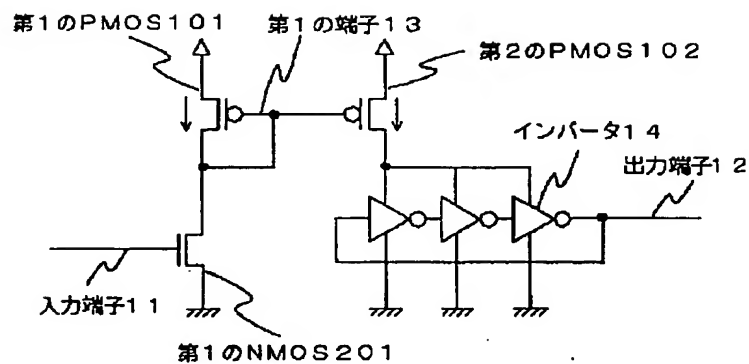 第1のPMOS101
第1の端子13
第2のPMOS102
インバータ14
出力端子12
入力端子11
第1のNMOS201